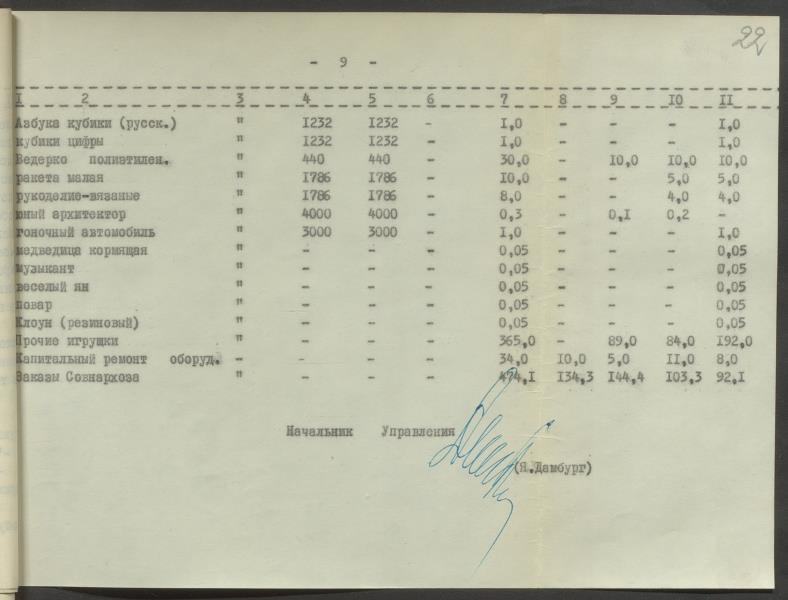 22
- 9 -
I 2 3 4 5 6 7 8 9 IO II
Азбука кубики (русск.) " I232 I232 - I,0 - - - I,0
кубики цифры " I232 I232 - I,0 - - - I,0
Ведерко полиэтилен. " 440 440 - 30,0 - I0,0 I0,0 I0,0
ракета малая " I786 I786 - I0,0 - - 5,0 5,0
рукоделие-вязаные " I786 I786 - 8,0 - - 4,0 4,0
юный архитектор " 4000 4000 - 0,3 - 0,I 0,2 -
гоночный автомобиль " 3000 3000 - I,0 - - - I,0
медведица кормящая " - - - 0,05 - - - 0,05
музыкант " - - - 0,05 - - - 0,05
веселый ян " - - - 0,05 - - - 0,05
повар " - - - 0,05 - - - 0,05
Клоун (резиновый) " - - - 0,05 - - - 0,05
Прочие игрушки " - - - 365,0 - 89,0 84,0 I92,0
Капитальный ремонт оборуд. - - - - 34,0 I0,0 5,0 II,0 8,0
Заказы Совнархоза " - - - 474,I I34,3 I44,4 I03,3 92,I
Начальник Управления
(Я.Дамбург)